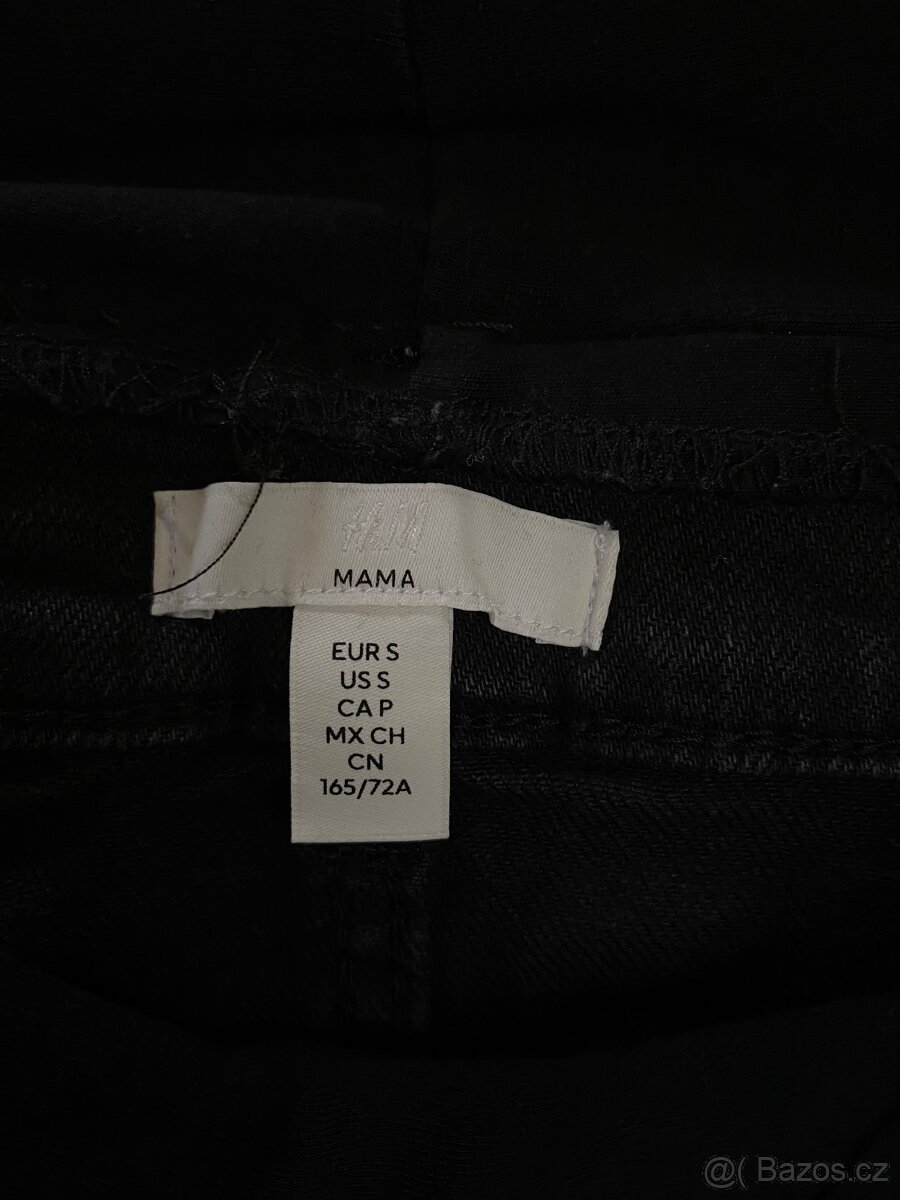 H&M
MAMA
EUR S
US S
CA P
MX CH
CN
165/72A
@( Bazos.cz